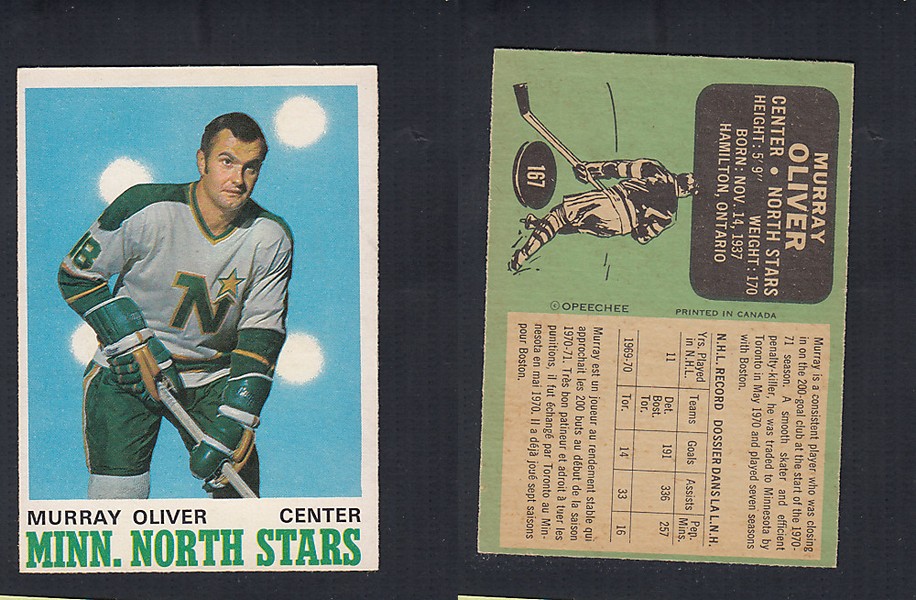 18
N
MURRAY OLIVER CENTER
MINN. NORTH STARS
167
MURRAY
OLIVER
CENTER • NORTH STARS
HEIGHT: 5' 9" WEIGHT: 170
BORN: NOV. 14, 1937
HAMILTON, ONTARIO
© OPEECHEE PRINTED IN CANADA
Murray is a consistent player who was closing
in on the 200-goal club at the start of the 1970-
71 season. A smooth skater and efficient
penalty-killer, he was traded to Minnesota by
Toronto in May 1970 and played seven seasons
with Boston.
N.H.L. RECORD DOSSIER DANS LA L.N.H.
Yrs. Played in N.H.L. Teams Goals Assists Pen. Mins.
11 Det. Bost. Tor. 191 336 257
1969-70 Tor. 14 33 16
Murray est un joueur au rendement stable qui
approchait les 200 buts au début de la saison
1970-71. Très bon patineur et adroit à tuer les
punitions, il fut échangé par Toronto au Min-
nesota en mai 1970. Il a déjà joué sept saisons
pour Boston.